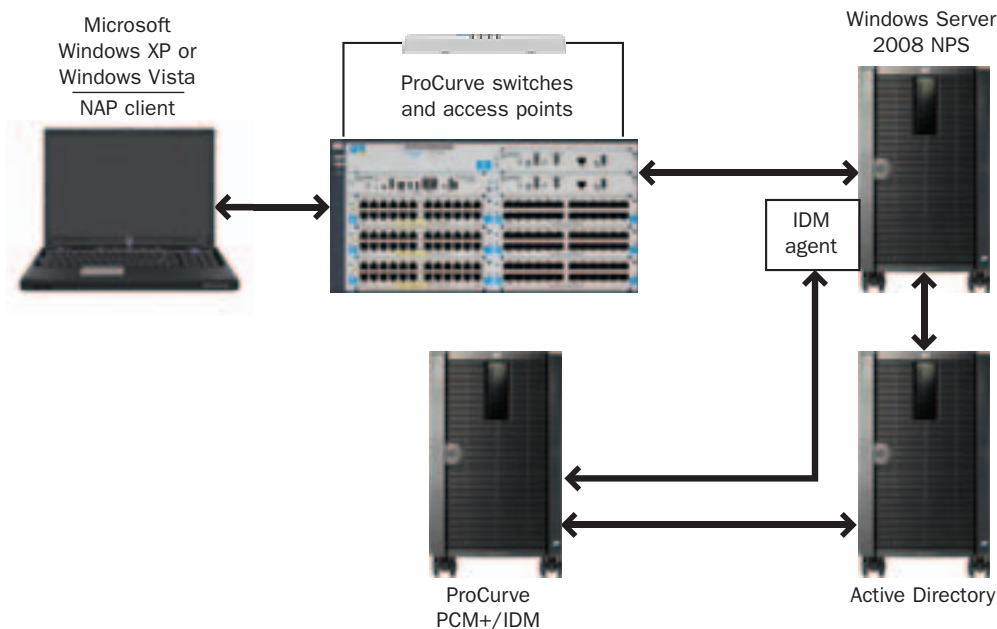 Microsoft
Windows XP or
Windows Vista
NAP client
ProCurve switches
and access points
Windows Server
2008 NPS
IDM
agent
ProCurve
PCM+/IDM
Active Directory